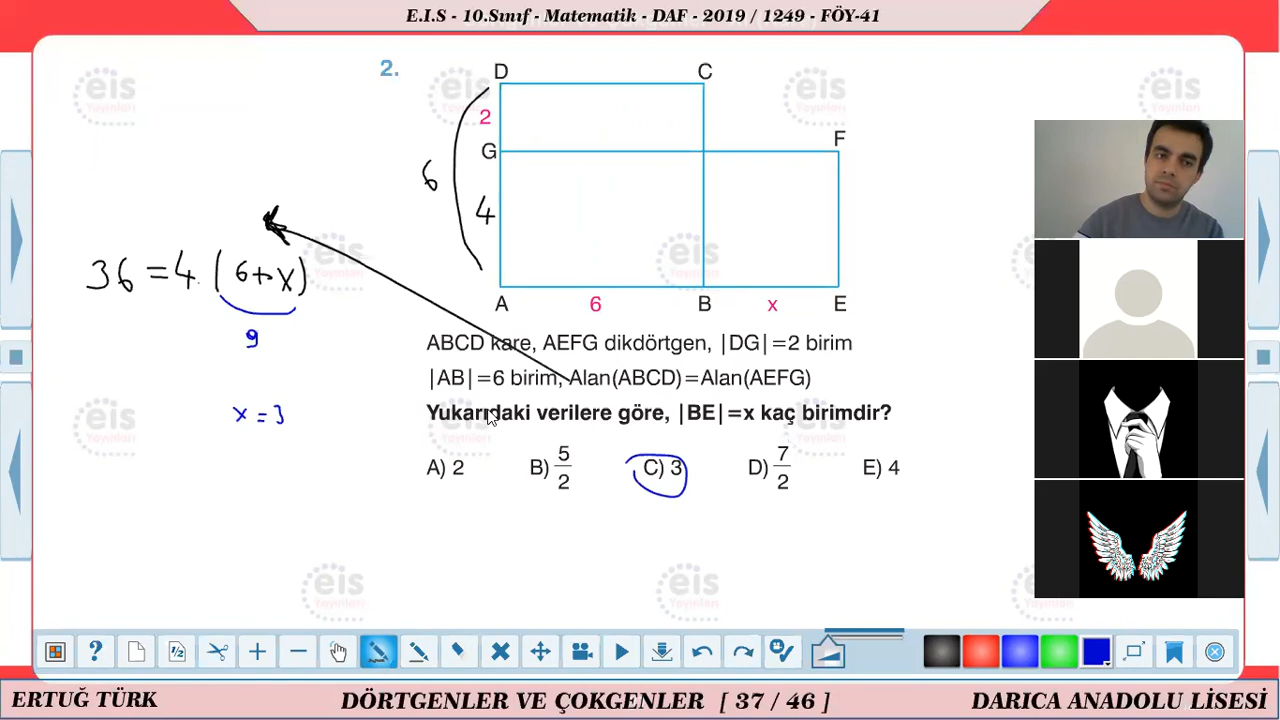 E.I.S - 10.Sınıf - Matematik - DAF - 2019 / 1249 - FÖY-41
2.
D C
2
G F
6
4
A 6 B x E
36 = 4 . (6+x)
9
x = 3
ABCD kare, AEFG dikdörtgen, |DG|=2 birim
|AB|=6 birim, Alan(ABCD)=Alan(AEFG)
Yukarıdaki verilere göre, |BE|=x kaç birimdir?
A) 2 B) 5/2 C) 3 D) 7/2 E) 4
eis
Yayınları
ERTUĞ TÜRK DÖRTGENLER VE ÇOKGENLER [ 37 / 46 ] DARICA ANADOLU LİSESİ